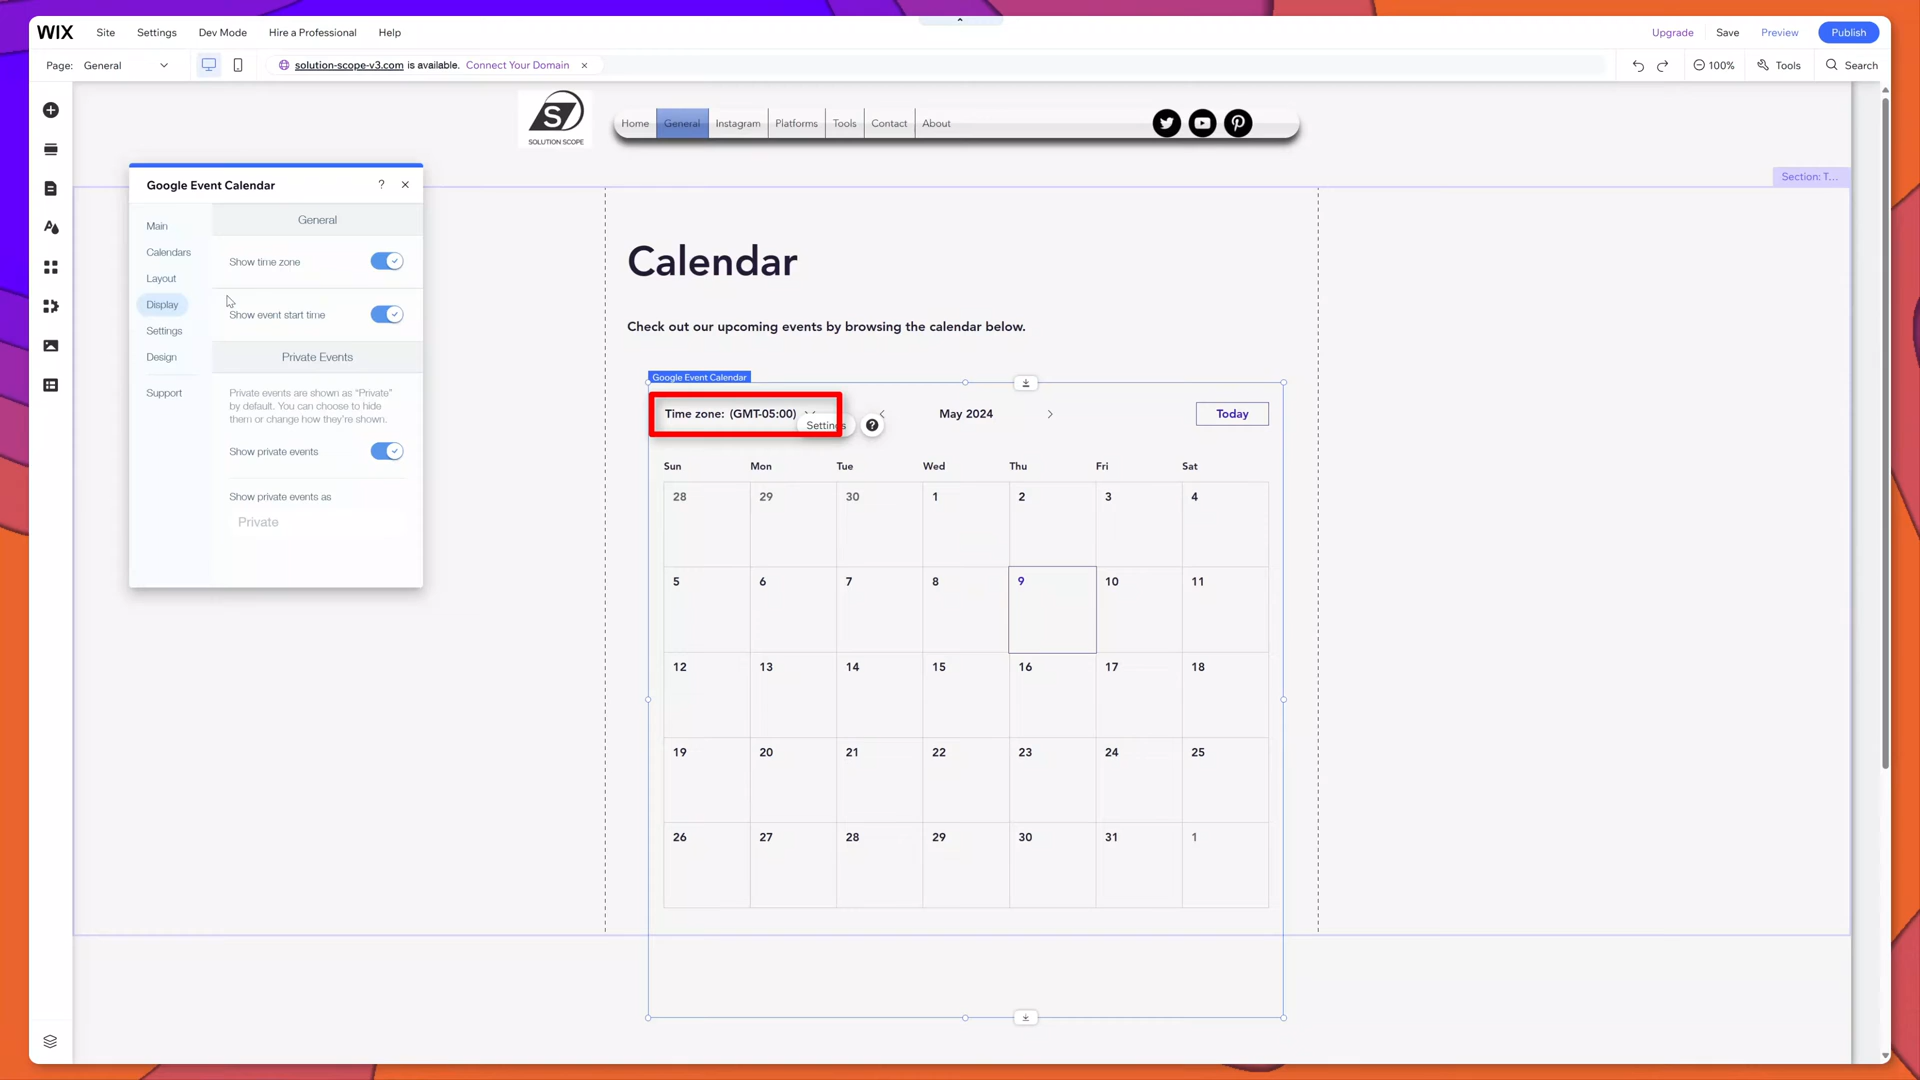 WIX Site Settings Dev Mode Hire a Professional Help Upgrade Save Preview Publish
Page: General solution-scope-v3.com is available. Connect Your Domain 100% Tools Search
S
SOLUTION SCOPE
Home General Instagram Platforms Tools Contact About
Section: T...
Google Event Calendar ?
Main
Calendars
Layout
Display
Settings
Design
Support
General
Show time zone
Show event start time
Private Events
Private events are shown as "Private"
by default. You can choose to hide
them or change how they're shown.
Show private events
Show private events as
Private
Calendar
Check out our upcoming events by browsing the calendar below.
Google Event Calendar
Time zone: (GMT-05:00) May 2024 Today
Settings ?
Sun Mon Tue Wed Thu Fri Sat
28 29 30 1 2 3 4
5 6 7 8 9 10 11
12 13 14 15 16 17 18
19 20 21 22 23 24 25
26 27 28 29 30 31 1